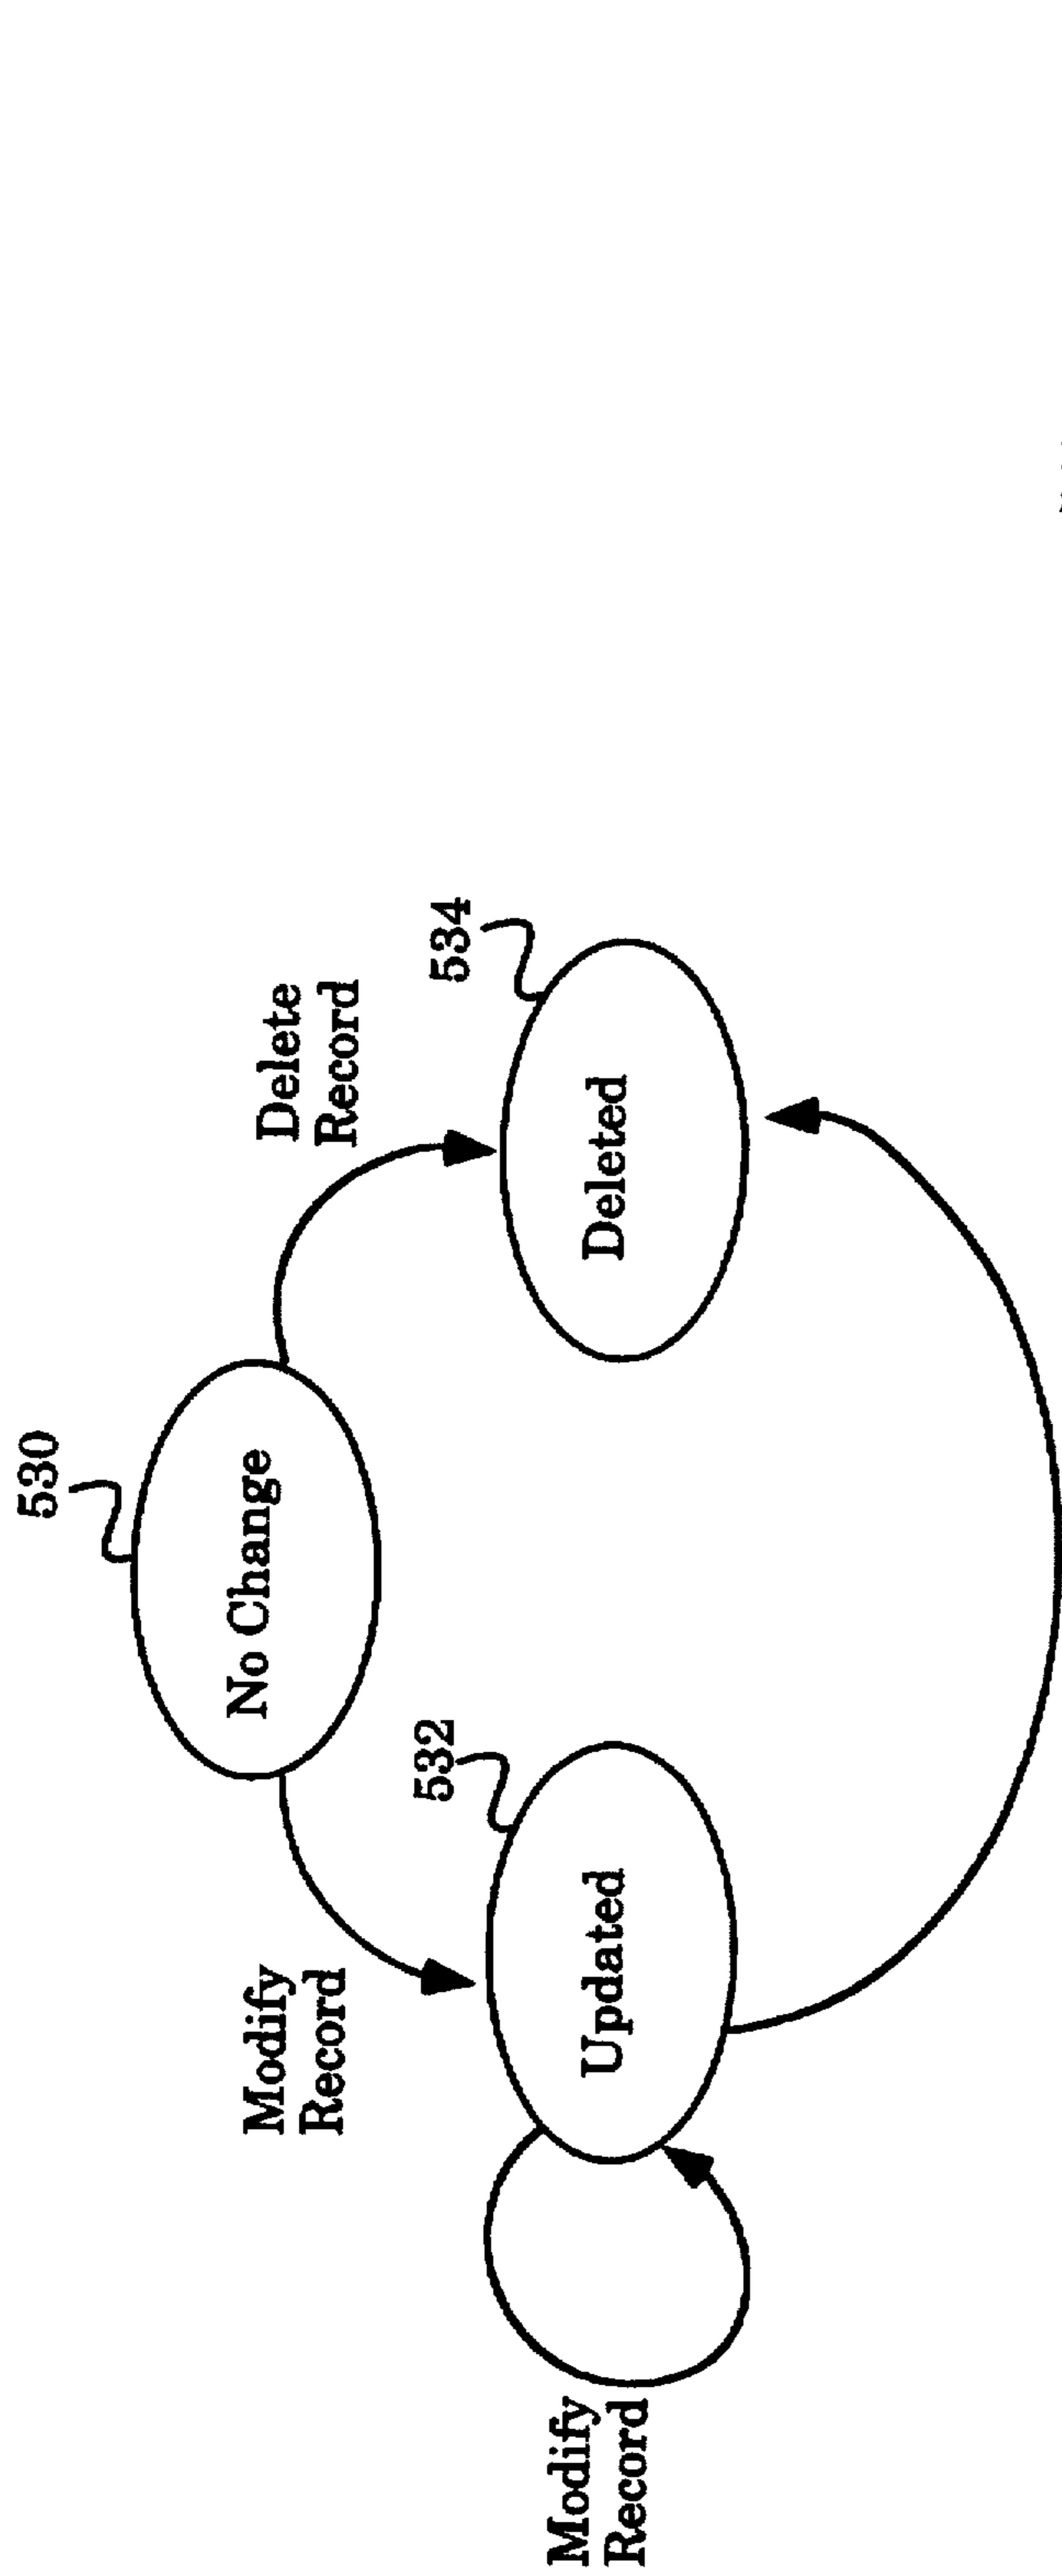 530
No Change
Modify
Record
Delete
Record
532
534
Updated
Deleted
Modify
Record